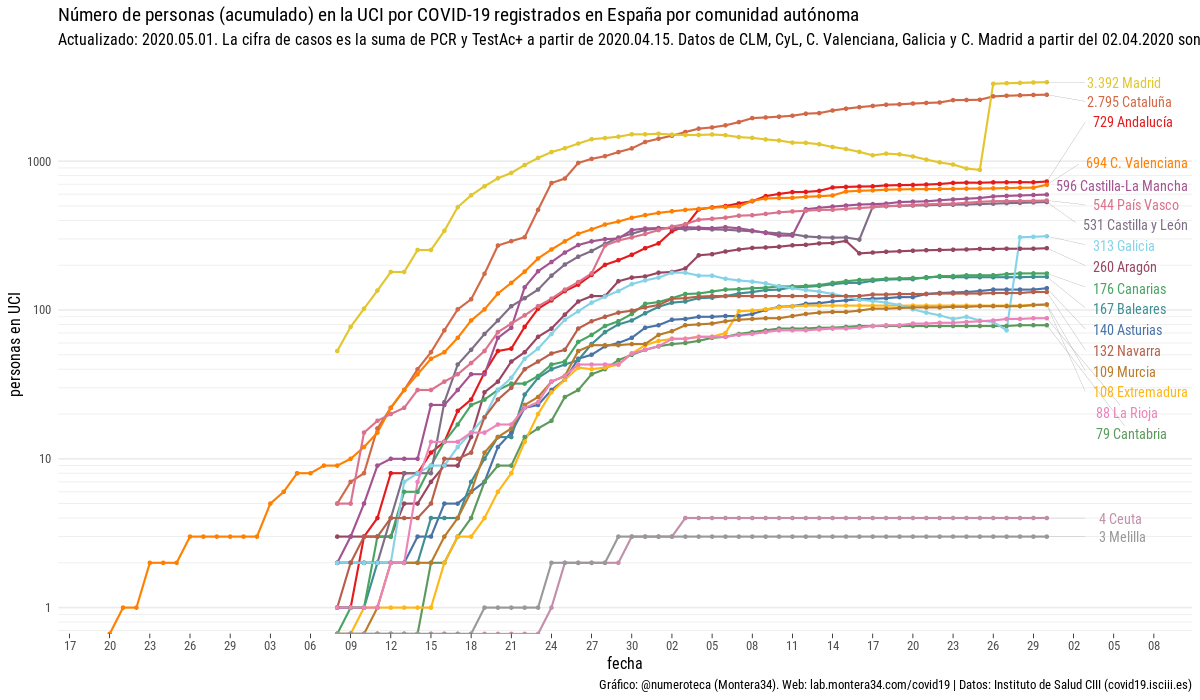 Número de personas (acumulado) en la UCI por COVID-19 registrados en España por comunidad autónoma
Actualizado: 2020.05.01. La cifra de casos es la suma de PCR y TestAc+ a partir de 2020.04.15. Datos de CLM, CyL, C. Valenciana, Galicia y C. Madrid a partir del 02.04.2020 son
personas en UCI
1000
100
10
1
3.392 Madrid
2.795 Cataluña
729 Andalucía
694 C. Valenciana
596 Castilla-La Mancha
544 País Vasco
531 Castilla y León
313 Galicia
260 Aragón
176 Canarias
167 Baleares
140 Asturias
132 Navarra
109 Murcia
108 Extremadura
88 La Rioja
79 Cantabria
4 Ceuta
3 Melilla
17 20 23 26 29 03 06 09 12 15 18 21 24 27 30 02 05 08 11 14 17 20 23 26 29 02 05 08
fecha
Gráfico: @numeroteca (Montera34). Web: lab.montera34.com/covid19 | Datos: Instituto de Salud CIII (covid19.isciii.es)